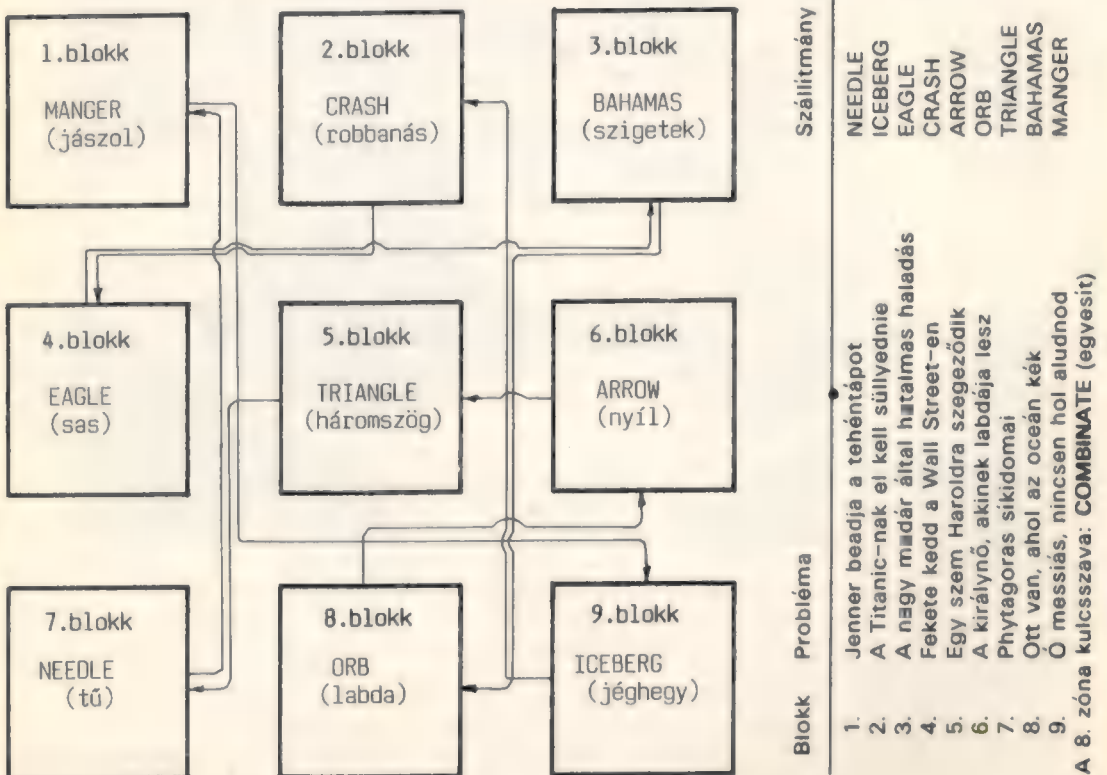 1.blokk
MANGER
(jászol)
2.blokk
CRASH
(robbanás)
3.blokk
BAHAMAS
(szigetek)
4.blokk
EAGLE
(sas)
5.blokk
TRIANGLE
(háromszög)
6.blokk
ARROW
(nyíl)
7.blokk
NEEDLE
(tű)
8.blokk
ORB
(labda)
9.blokk
ICEBERG
(jéghegy)
Blokk Probléma Szállítmány
1. Jenner beadja a tehéntápot NEEDLE
2. A Titanic-nak el kell süllyednie ICEBERG
3. A nagy madár által hatalmas haladás EAGLE
4. Fekete kedd a Wall Street-en CRASH
5. Egy szem Haroldra szegeződik ARROW
6. A királynő, akinek labdája lesz ORB
7. Phytagoras síkidomai TRIANGLE
8. Ott van, ahol az oceán kék BAHAMAS
9. Ó messiás, nincsen hol aludnod MANGER
A 8. zóna kulcsszava: COMBINATE (egyesít)